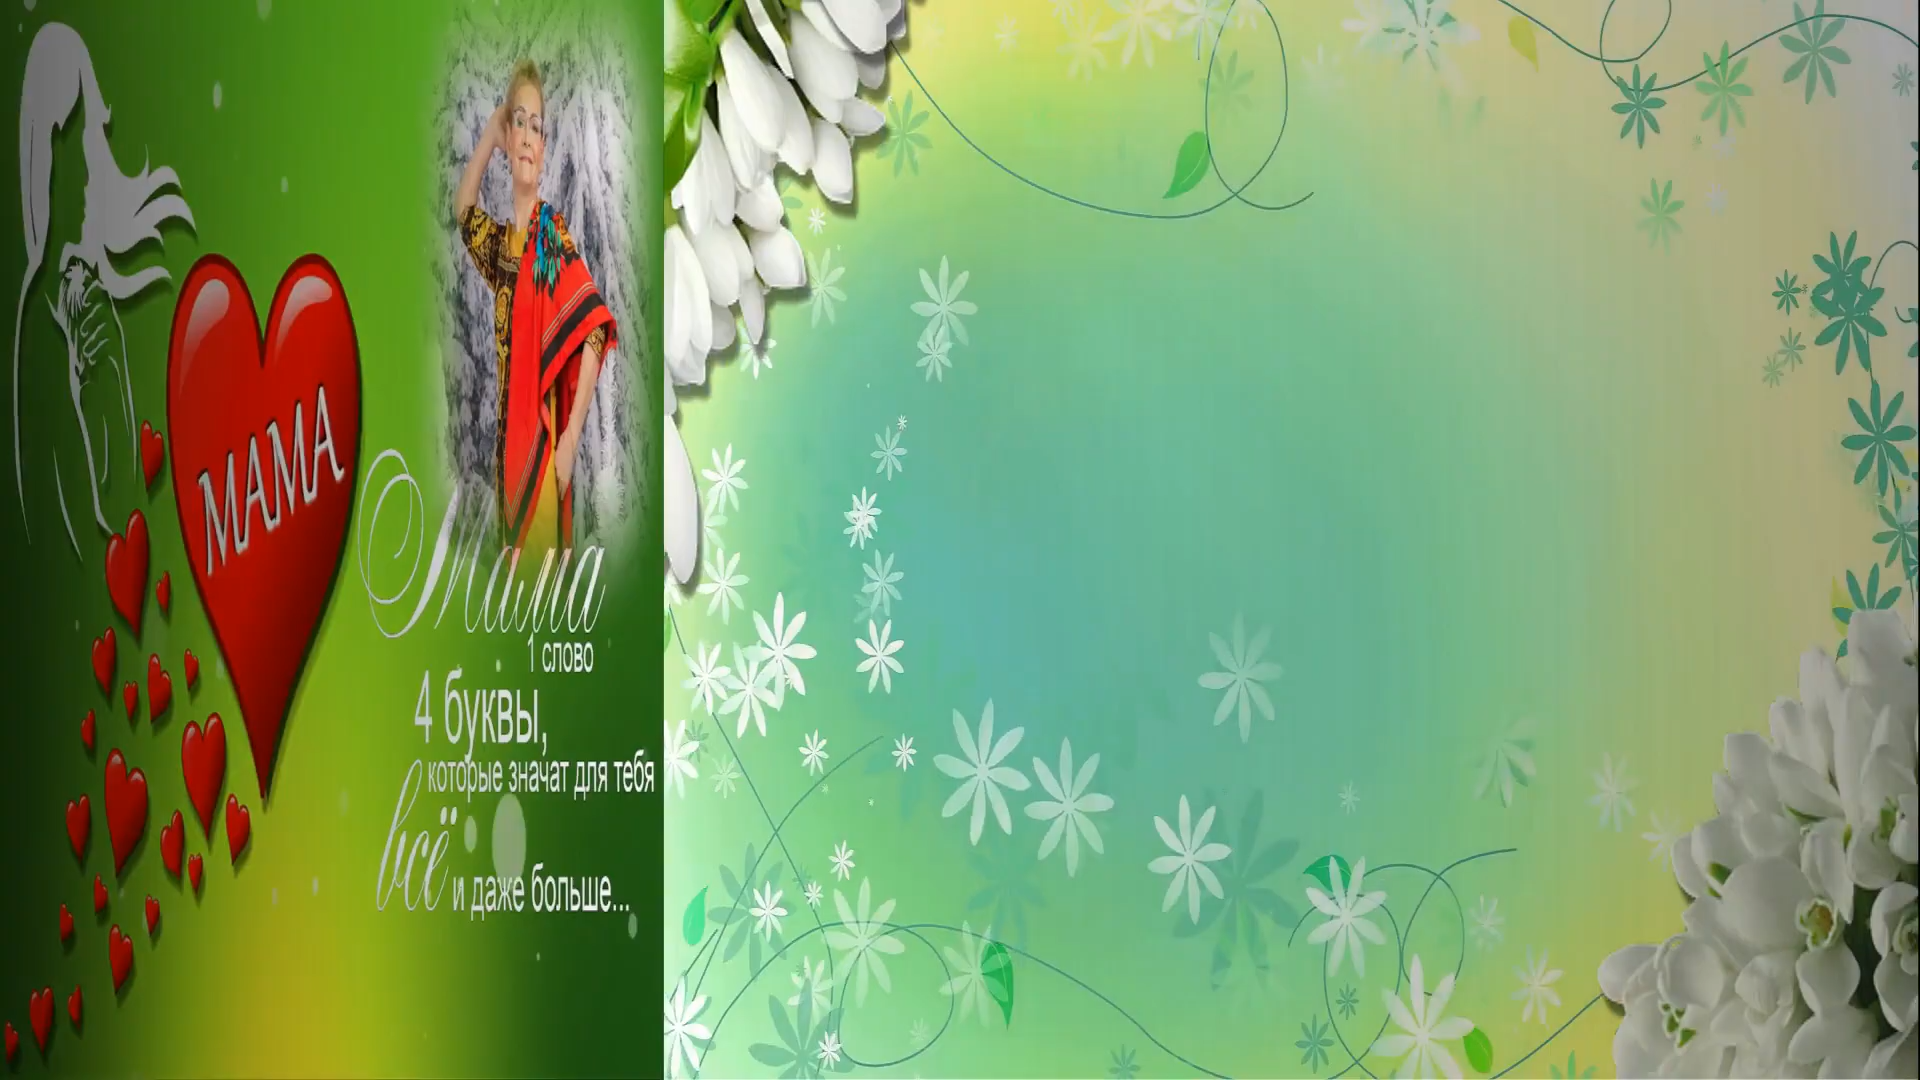 МАМА
Мама
1 слово
4 буквы,
которые значат для тебя
всё и даже больше...